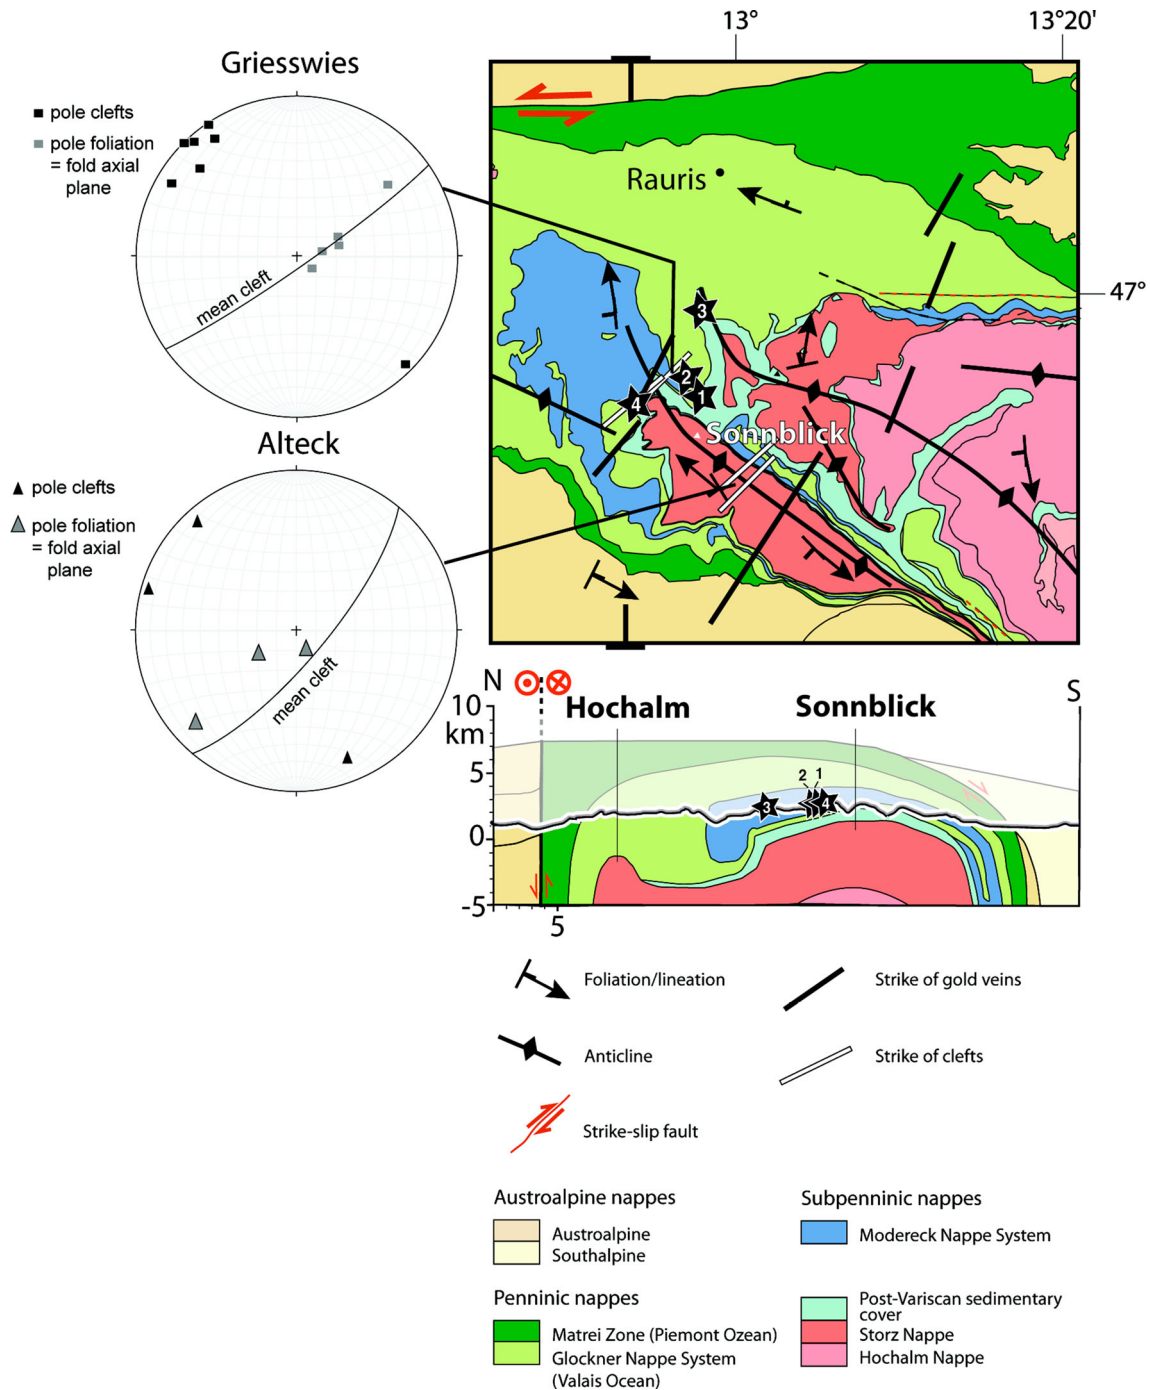 13°
13°20'
Griesswies
pole clefts
pole foliation
= fold axial
plane
mean cleft
Rauris
47°
3
2
1
4
Sonnblick
Alteck
pole clefts
pole foliation
= fold axial
plane
mean cleft
N
S
10
km
5
0
-5
5
Hochalm
Sonnblick
2
1
3
4
Foliation/lineation
Strike of gold veins
Anticline
Strike of clefts
Strike-slip fault
Austroalpine nappes
Austroalpine
Southalpine
Subpenninic nappes
Modereck Nappe System
Penninic nappes
Matrei Zone (Piemont Ozean)
Glockner Nappe System
(Valais Ocean)
Post-Variscan sedimentary
cover
Storz Nappe
Hochalm Nappe